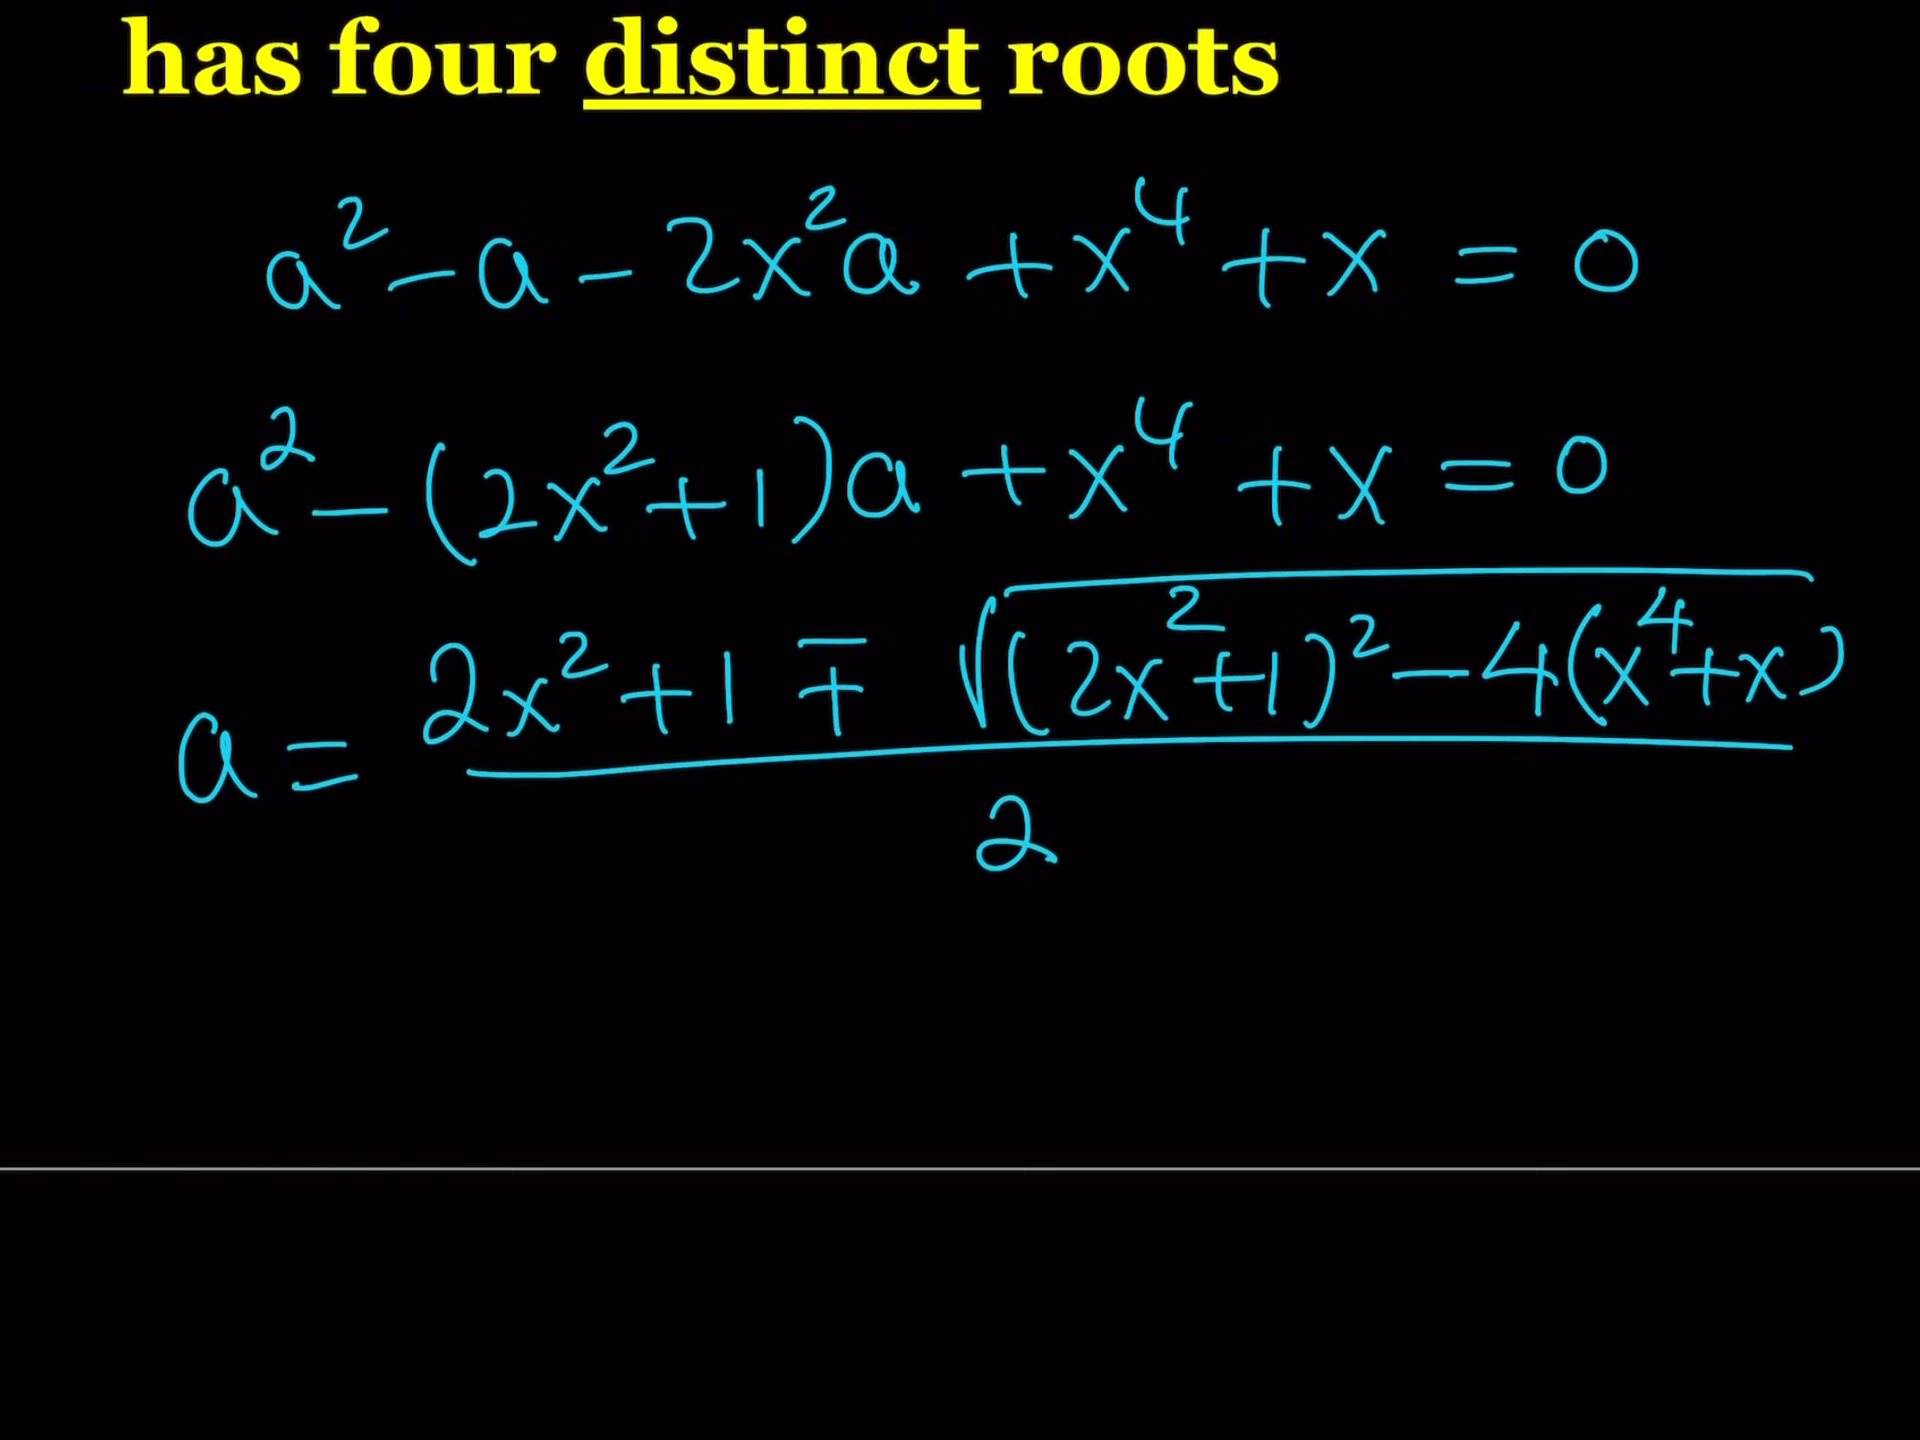 has four distinct roots
a² - a - 2x²a + x⁴ + x = 0
a² - (2x² + 1)a + x⁴ + x = 0
a = (2x² + 1 ∓ √((2x² + 1)² - 4(x⁴ + x))) / 2